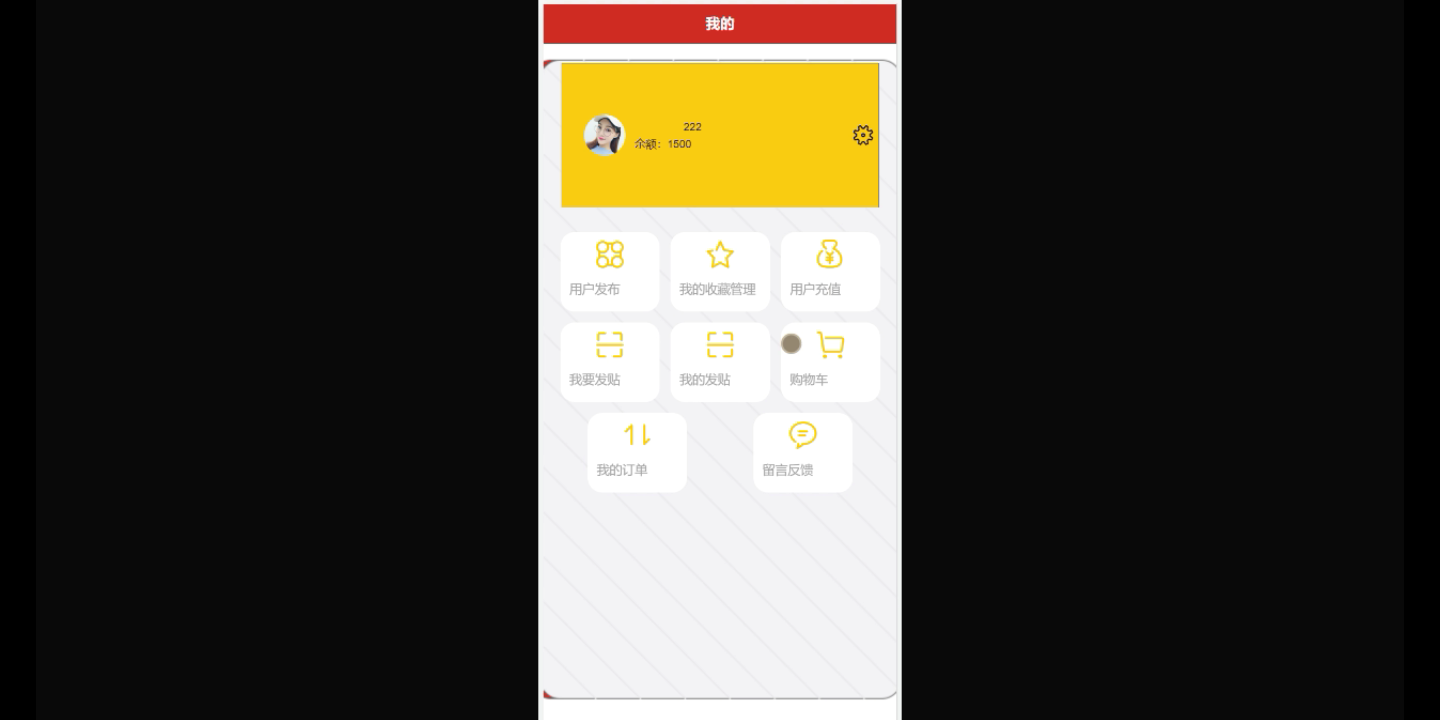 我的
222
余额：1500
用户发布
我的收藏管理
用户充值
我要发贴
我的发贴
购物车
我的订单
留言反馈